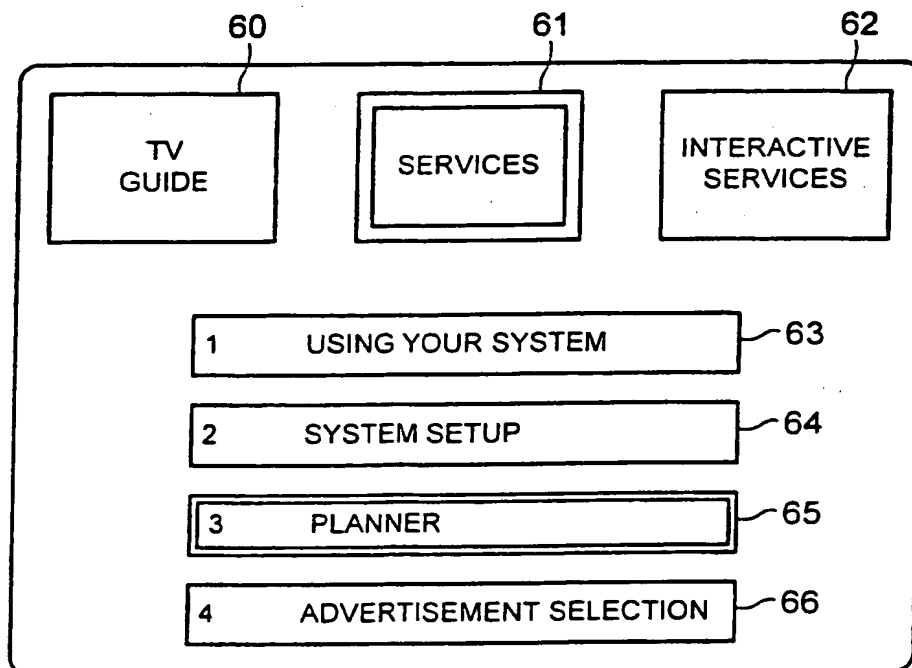 60 61 62
TV
GUIDE
SERVICES
INTERACTIVE
SERVICES
1 USING YOUR SYSTEM 63
2 SYSTEM SETUP 64
3 PLANNER 65
4 ADVERTISEMENT SELECTION 66